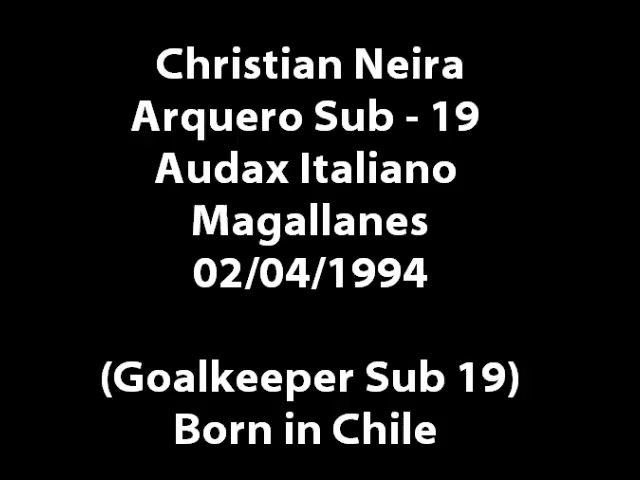 Christian Neira
Arquero Sub - 19
Audax Italiano
Magallanes
02/04/1994
(Goalkeeper Sub 19)
Born in Chile